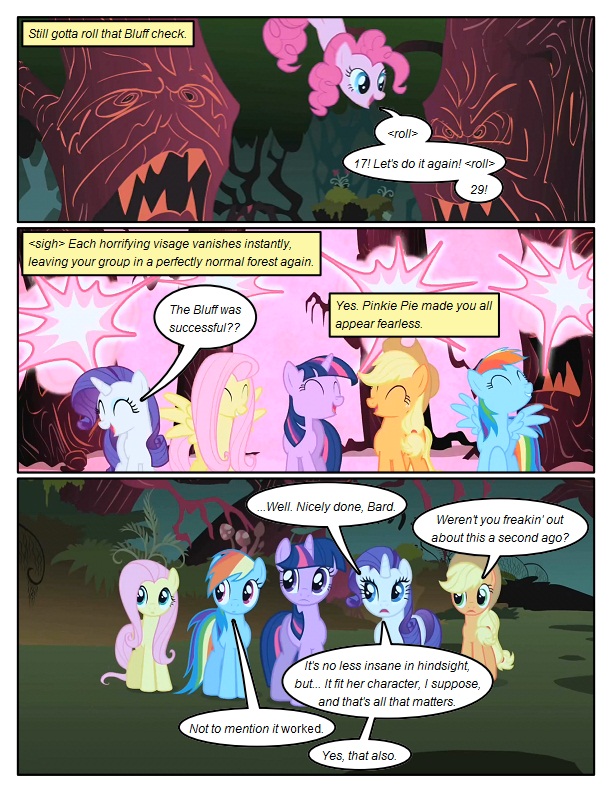 Still gotta roll that Bluff check.
<roll>
17! Let's do it again! <roll>
29!
<sigh> Each horrifying visage vanishes instantly,
leaving your group in a perfectly normal forest again.
The Bluff was
successful??
Yes. Pinkie Pie made you all
appear fearless.
...Well. Nicely done, Bard.
Weren't you freakin' out
about this a second ago?
It's no less insane in hindsight,
but... It fit her character, I suppose,
and that's all that matters.
Not to mention it worked.
Yes, that also.